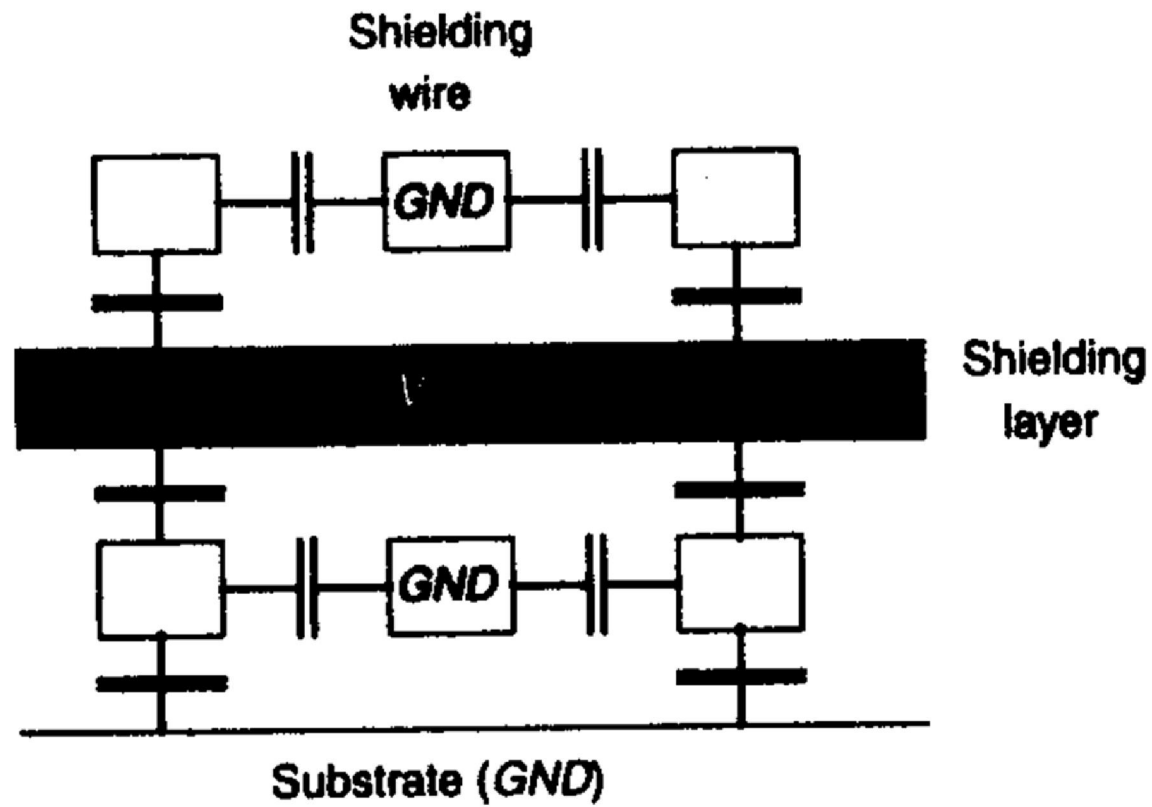 Shielding
wire
GND
Shielding
layer
GND
Substrate (GND)